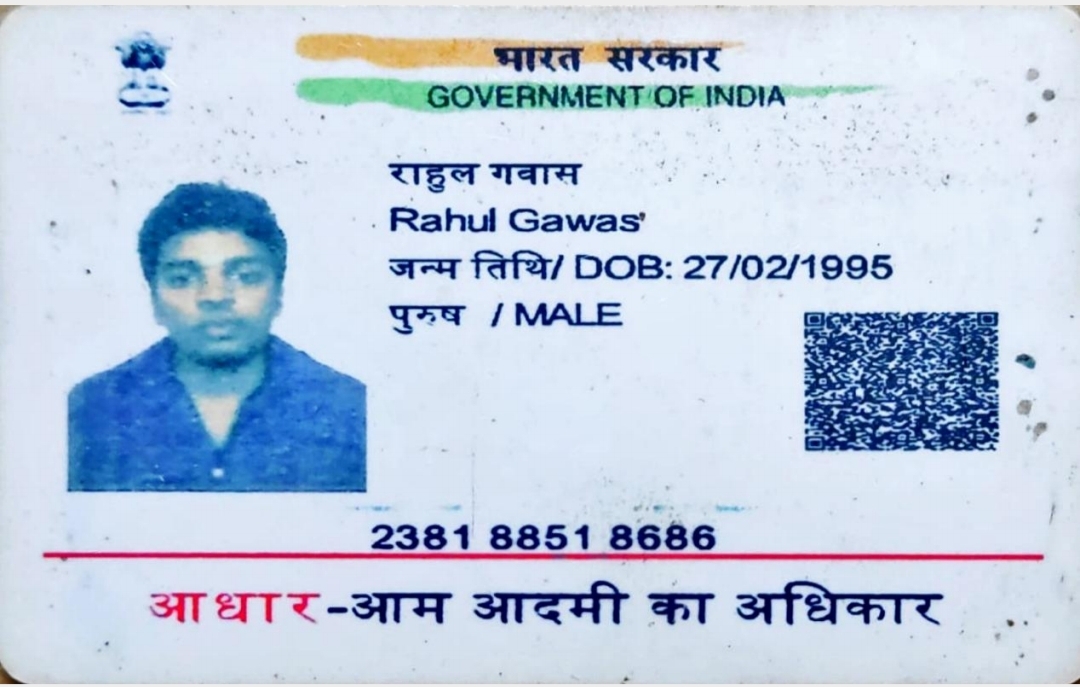 भारत सरकार
GOVERNMENT OF INDIA
राहुल गवास
Rahul Gawas
जन्म तिथि/ DOB: 27/02/1995
पुरुष / MALE
2381 8851 8686
आधार-आम आदमी का अधिकार